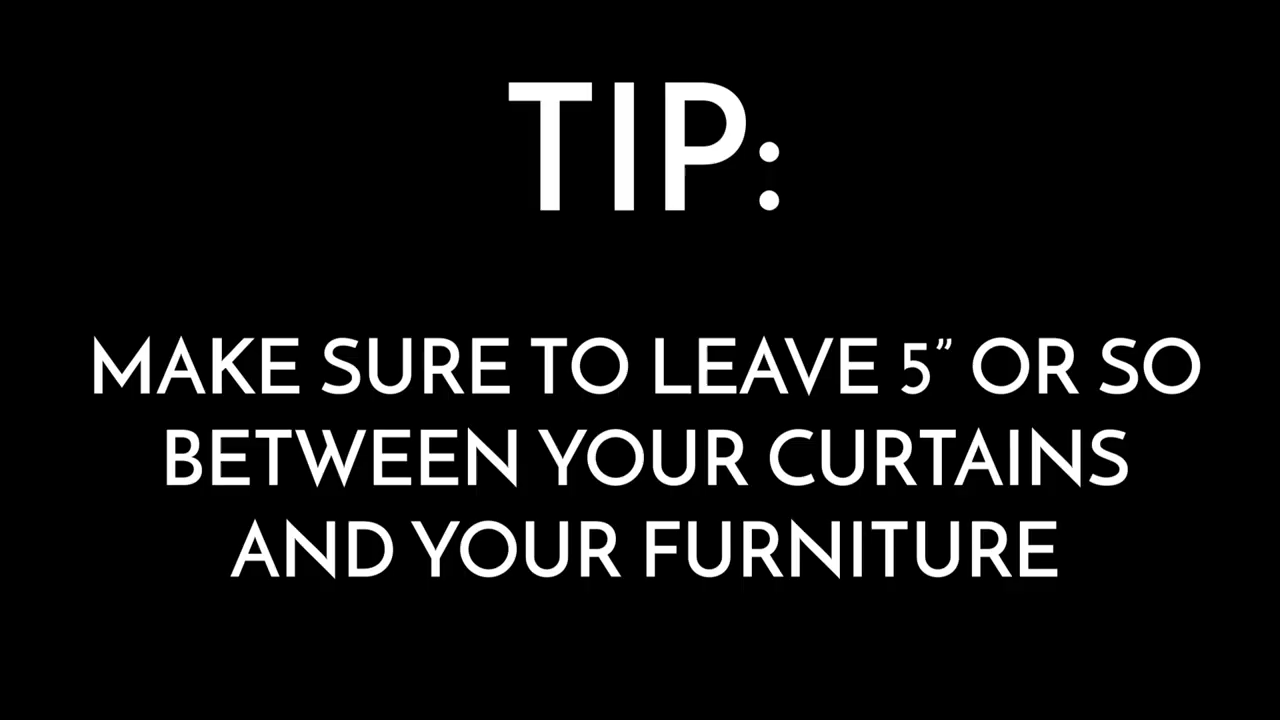 TIP:
MAKE SURE TO LEAVE 5” OR SO
BETWEEN YOUR CURTAINS
AND YOUR FURNITURE